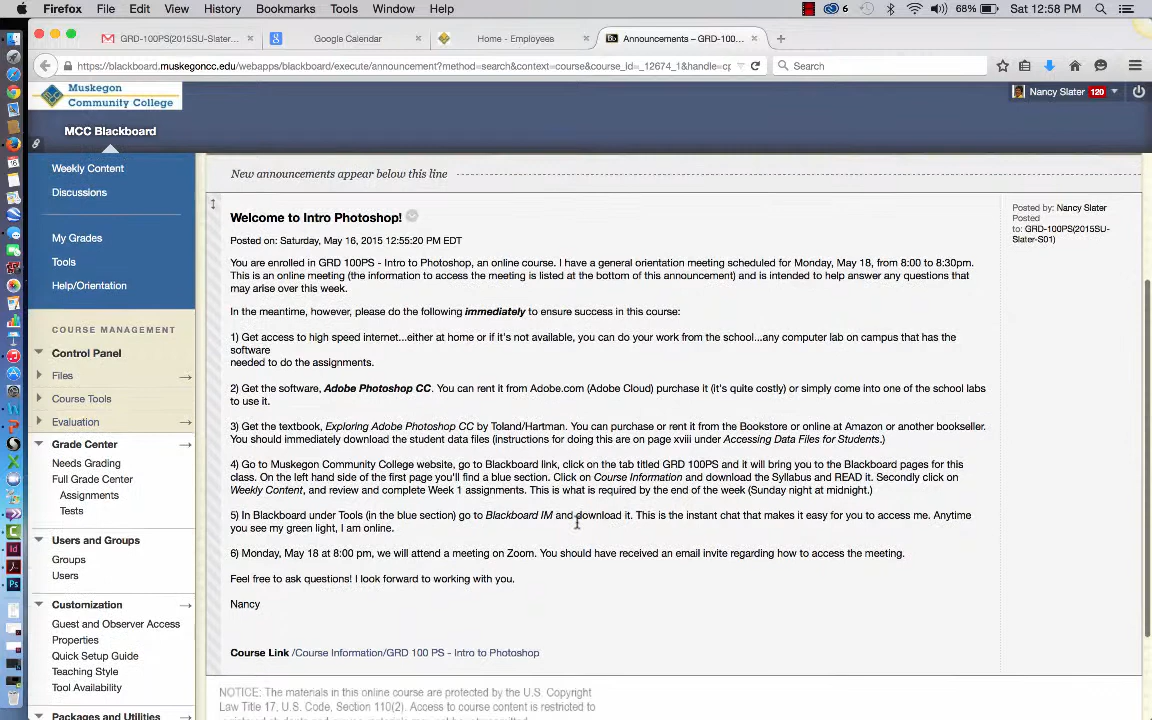 Firefox File Edit View History Bookmarks Tools Window Help 6 68% Sat 12:58 PM
GRD-100PS(2015SU-Slater-... Google Calendar Home - Employees Announcements – GRD-100...
https://blackboard.muskegoncc.edu/webapps/blackboard/execute/announcement?method=search&context=course&course_id=_12674_1&handle=cp Search
Muskegon
Community College
Nancy Slater 120
MCC Blackboard
Weekly Content
Discussions
My Grades
Tools
Help/Orientation
COURSE MANAGEMENT
Control Panel
Files
Course Tools
Evaluation
Grade Center
Needs Grading
Full Grade Center
Assignments
Tests
Users and Groups
Groups
Users
Customization
Guest and Observer Access
Properties
Quick Setup Guide
Teaching Style
Tool Availability
Packages and Utilities
New announcements appear below this line
Welcome to Intro Photoshop!
Posted on: Saturday, May 16, 2015 12:55:20 PM EDT
You are enrolled in GRD 100PS - Intro to Photoshop, an online course. I have a general orientation meeting scheduled for Monday, May 18, from 8:00 to 8:30pm.
This is an online meeting (the information to access the meeting is listed at the bottom of this announcement) and is intended to help answer any questions that
may arise over this week.
In the meantime, however, please do the following immediately to ensure success in this course:
1) Get access to high speed internet...either at home or if it's not available, you can do your work from the school...any computer lab on campus that has the
software
needed to do the assignments.
2) Get the software, Adobe Photoshop CC. You can rent it from Adobe.com (Adobe Cloud) purchase it (it's quite costly) or simply come into one of the school labs
to use it.
3) Get the textbook, Exploring Adobe Photoshop CC by Toland/Hartman. You can purchase or rent it from the Bookstore or online at Amazon or another bookseller.
You should immediately download the student data files (instructions for doing this are on page xviii under Accessing Data Files for Students.)
4) Go to Muskegon Community College website, go to Blackboard link, click on the tab titled GRD 100PS and it will bring you to the Blackboard pages for this
class. On the left hand side of the first page you'll find a blue section. Click on Course Information and download the Syllabus and READ it. Secondly click on
Weekly Content, and review and complete Week 1 assignments. This is what is required by the end of the week (Sunday night at midnight.)
5) In Blackboard under Tools (in the blue section) go to Blackboard IM and download it. This is the instant chat that makes it easy for you to access me. Anytime
you see my green light, I am online.
6) Monday, May 18 at 8:00 pm, we will attend a meeting on Zoom. You should have received an email invite regarding how to access the meeting.
Feel free to ask questions! I look forward to working with you.
Nancy
Course Link /Course Information/GRD 100 PS - Intro to Photoshop
Posted by: Nancy Slater
Posted
to: GRD-100PS(2015SU-
Slater-S01)
NOTICE: The materials in this online course are protected by the U.S. Copyright
Law Title 17, U.S. Code, Section 110(2). Access to course content is restricted to